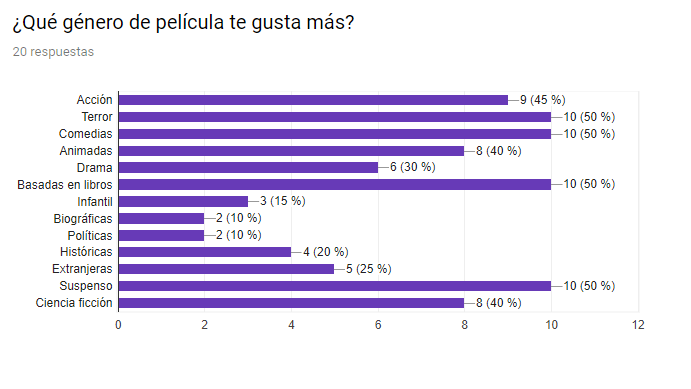 ¿Qué género de película te gusta más?
20 respuestas
Acción 9 (45 %)
Terror 10 (50 %)
Comedias 10 (50 %)
Animadas 8 (40 %)
Drama 6 (30 %)
Basadas en libros 10 (50 %)
Infantil 3 (15 %)
Biográficas 2 (10 %)
Políticas 2 (10 %)
Históricas 4 (20 %)
Extranjeras 5 (25 %)
Suspenso 10 (50 %)
Ciencia ficción 8 (40 %)
0 2 4 6 8 10 12